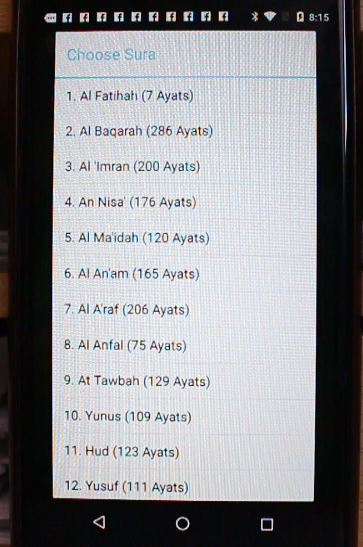 8:15
Choose Sura
1. Al Fatihah (7 Ayats)
2. Al Baqarah (286 Ayats)
3. Al 'Imran (200 Ayats)
4. An Nisa' (176 Ayats)
5. Al Ma'idah (120 Ayats)
6. Al An'am (165 Ayats)
7. Al A'raf (206 Ayats)
8. Al Anfal (75 Ayats)
9. At Tawbah (129 Ayats)
10. Yunus (109 Ayats)
11. Hud (123 Ayats)
12. Yusuf (111 Ayats)